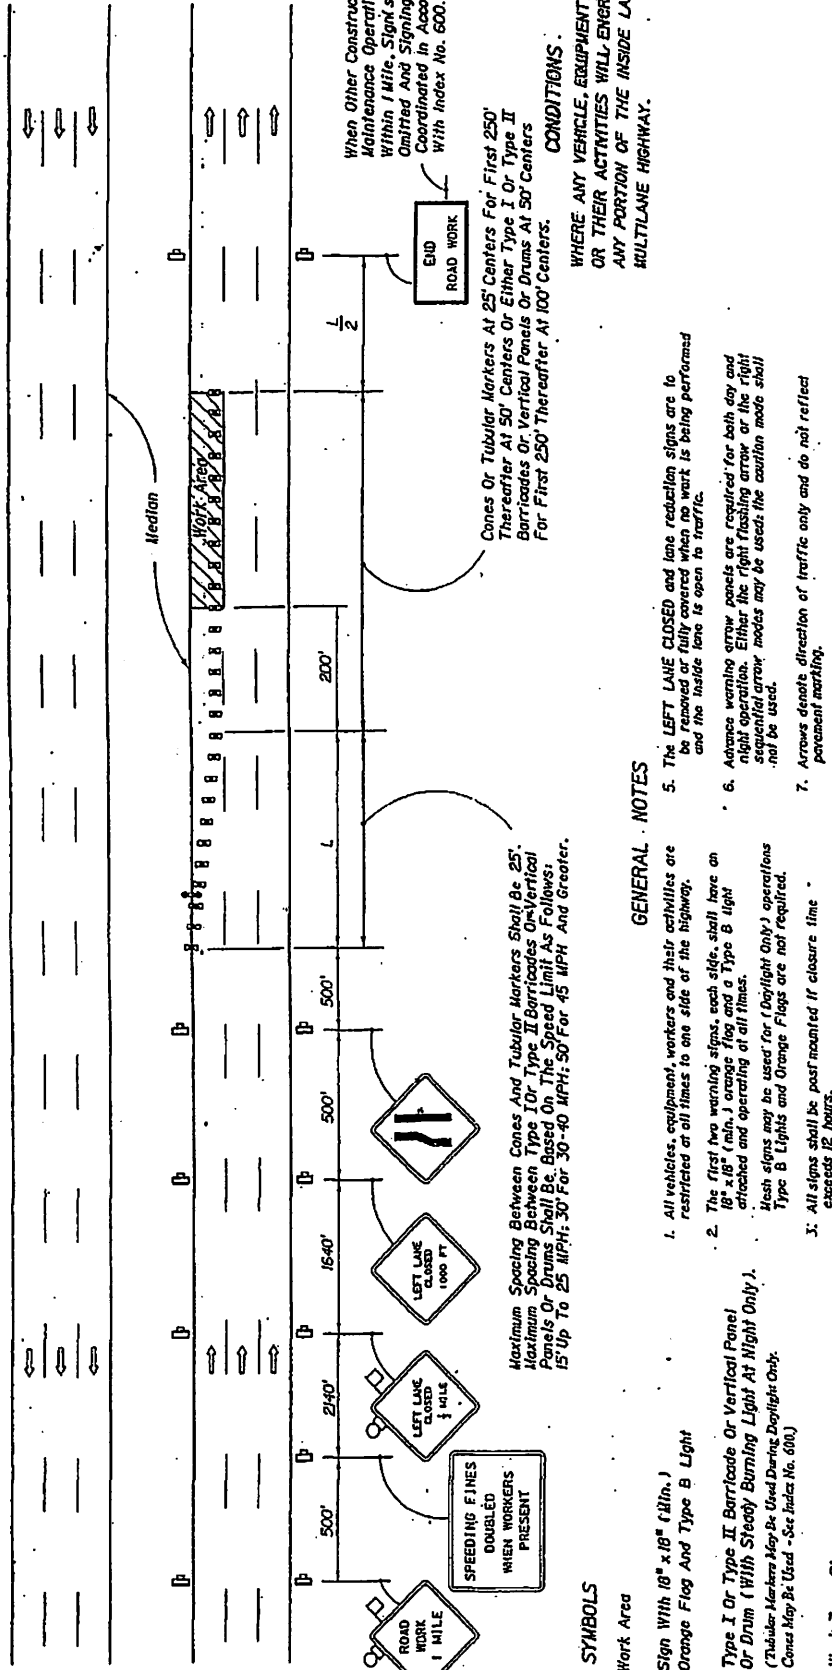 When Other Construc
Maintenance Operati
Within 1 Mile, Sign's
Omitted And Signing
Coordinated In Acco
With Index No. 600.
Median
Work Area
L
200'
L
2
500'
2140'
1640'
500'
500'
ROAD
WORK
1 MILE
SPEEDING FINES
DOUBLED
WHEN WORKERS
PRESENT
LEFT LANE
CLOSED
½ MILE
LEFT LANE
CLOSED
1000 FT
END
ROAD WORK
Cones Or Tubular Markers At 25' Centers For First 250'
Thereafter At 50' Centers Or Either Type I Or Type II
Barricades Or Vertical Panels Or Drums At 50' Centers
For First 250' Thereafter At 100' Centers.
Maximum Spacing Between Cones And Tubular Markers Shall Be 25'.
Maximum Spacing Between Type I Or Type II Barricades Or Vertical
Panels Or Drums Shall Be Based On The Speed Limit As Follows:
15' Up To 25 MPH; 30' For 30-40 MPH; 50' For 45 MPH And Greater.
CONDITIONS.
WHERE ANY VEHICLE, EQUIPMENT
OR THEIR ACTIVITIES WILL ENCR
ANY PORTION OF THE INSIDE LA
MULTILANE HIGHWAY.
SYMBOLS
Work Area
Sign With 18" x 18" (Min.)
Orange Flag And Type B Light
Type I Or Type II Barricade Or Vertical Panel
Or Drum (With Steady Burning Light At Night Only).
(Tubular Markers May Be Used During Daylight Only.
Cones May Be Used - See Index No. 600.)
GENERAL NOTES
1. All vehicles, equipment, workers and their activities are
restricted at all times to one side of the highway.
2. The first two warning signs, each side, shall have an
18" x 18" (min.) orange flag and a Type B light
attached and operating at all times.
Mesh signs may be used for (Daylight Only) operations
Type B Lights and Orange Flags are not required.
3. All signs shall be post mounted if closure time
exceeds 12 hours.
5. The LEFT LANE CLOSED and lane reduction signs are to
be removed or fully covered when no work is being performed
and the inside lane is open to traffic.
6. Advance warning arrow panels are required for both day and
night operation. Either the right flashing arrow or the right
sequential arrow modes may be used; the caution mode shall
not be used.
7. Arrows denote direction of traffic only and do not reflect
pavement marking.